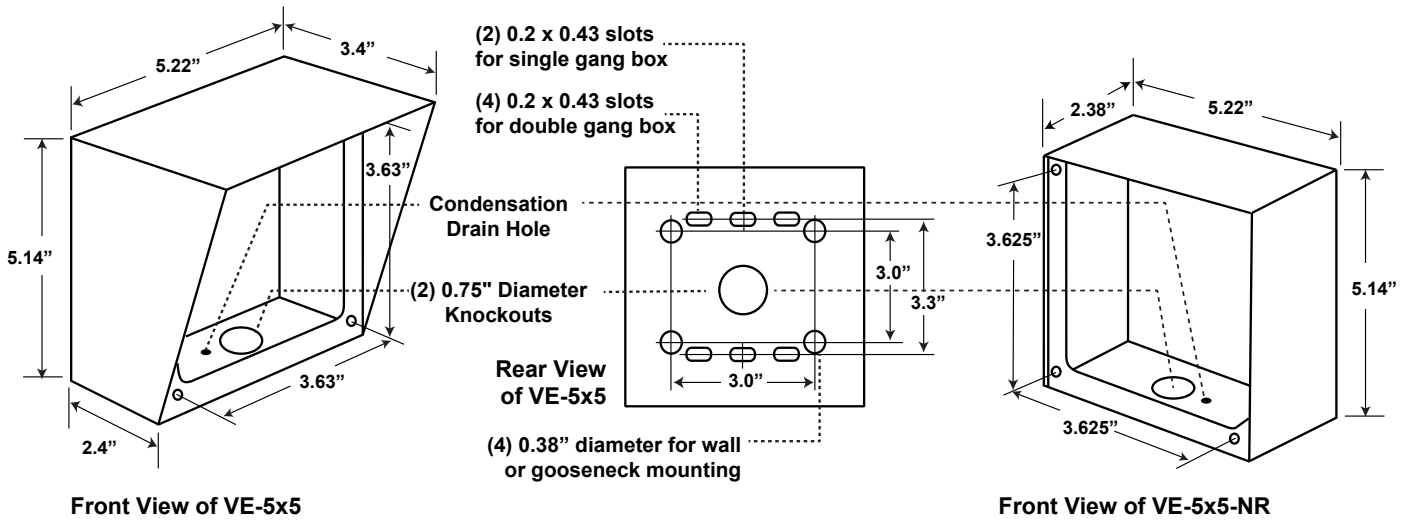 5.22”
3.4”
5.14”
3.63”
3.63”
2.4”
Front View of VE-5x5
(2) 0.2 x 0.43 slots
for single gang box
(4) 0.2 x 0.43 slots
for double gang box
Condensation
Drain Hole
(2) 0.75" Diameter
Knockouts
3.0”
3.3”
3.0”
Rear View
of VE-5x5
(4) 0.38” diameter for wall
or gooseneck mounting
2.38”
5.22”
3.625”
5.14”
3.625”
Front View of VE-5x5-NR